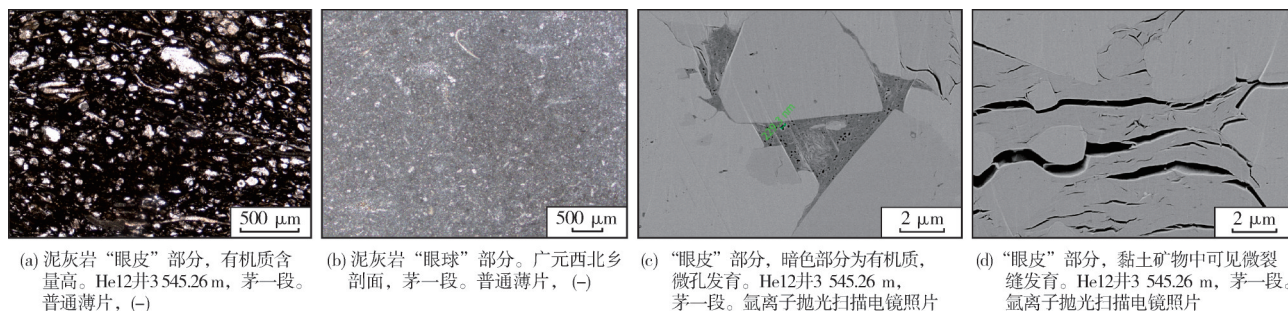 500 μm
500 μm
2 μm
2 μm
(a) 泥灰岩“眼皮”部分，有机质含
量高。He12井3 545.26 m，茅一段。
普通薄片，(−)
(b) 泥灰岩“眼球”部分。广元西北乡
剖面，茅一段。普通薄片，(−)
(c) “眼皮”部分，暗色部分为有机质，
微孔发育。He12井3 545.26 m，
茅一段。氩离子抛光扫描电镜照片
(d) “眼皮”部分，黏土矿物中可见微裂
缝发育。He12井3 545.26 m，茅一段。
氩离子抛光扫描电镜照片